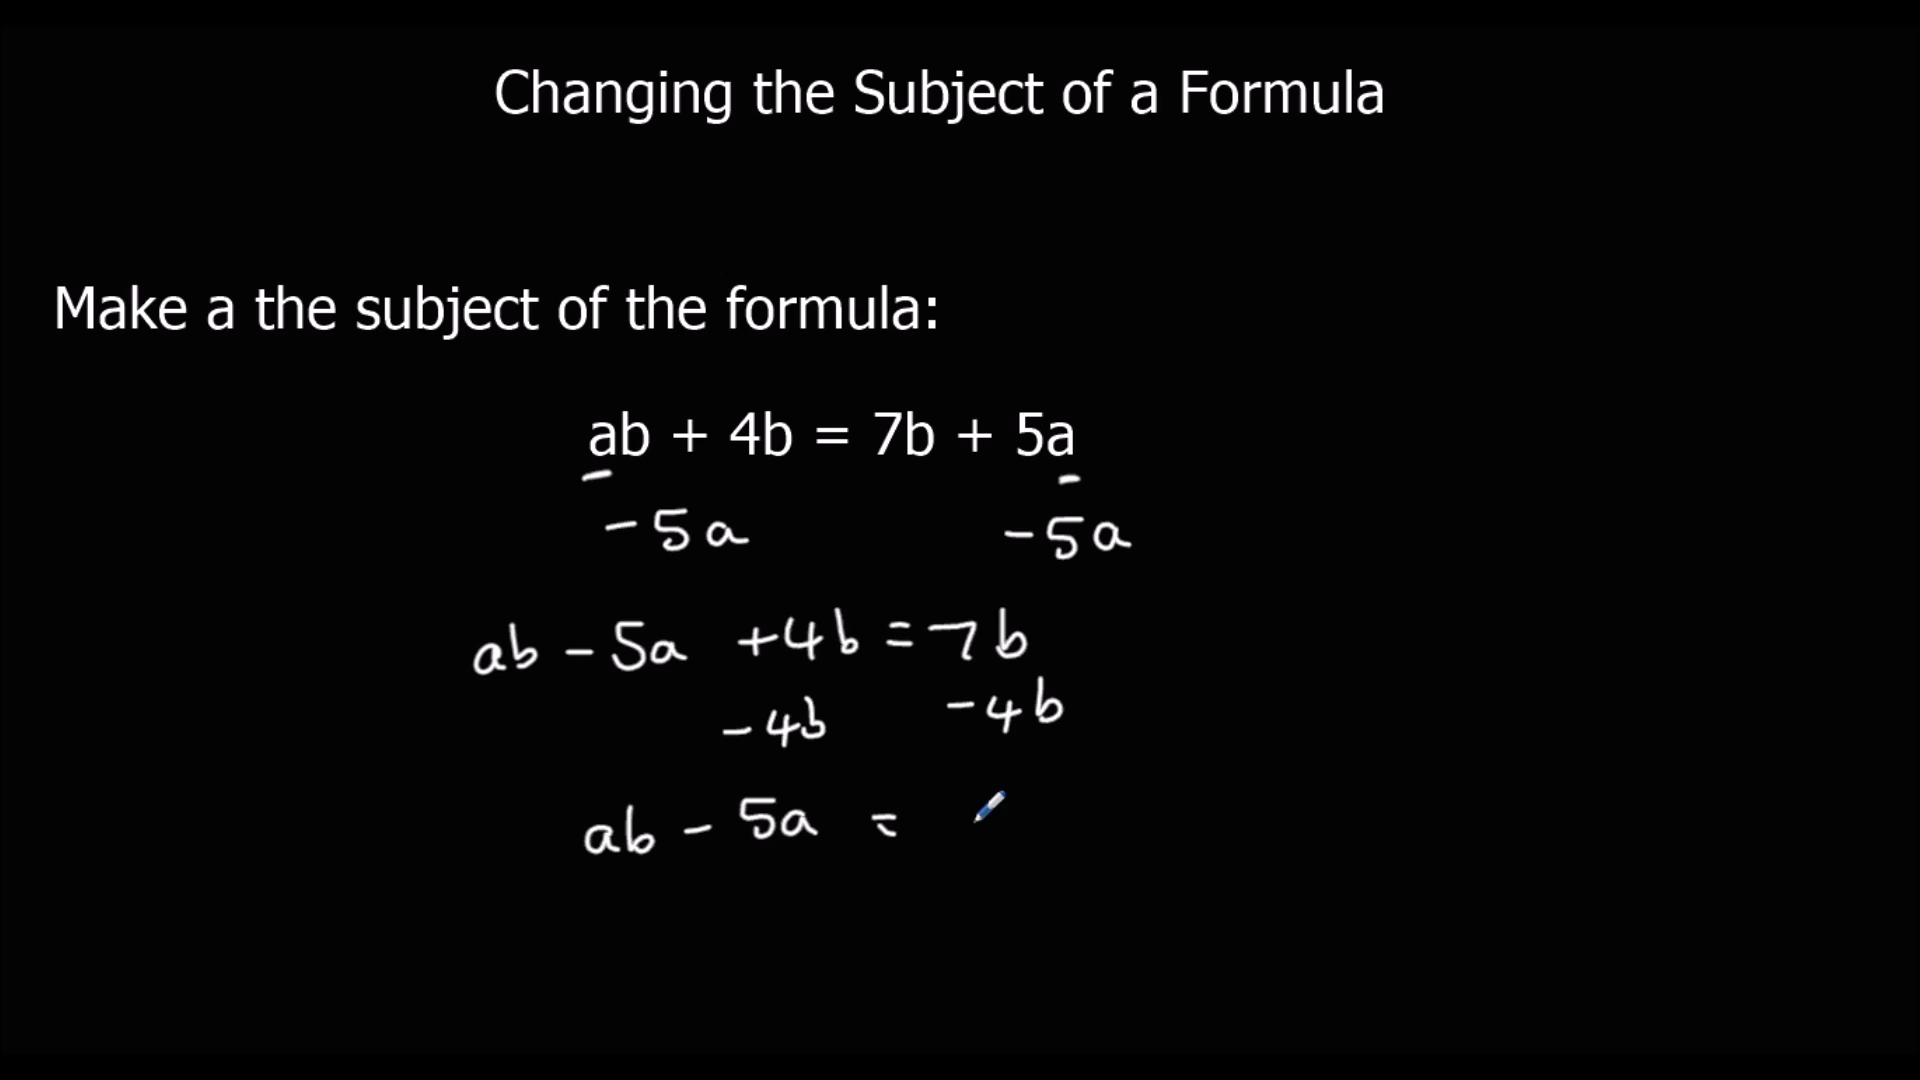 Changing the Subject of a Formula
Make a the subject of the formula:
ab + 4b = 7b + 5a
-5a -5a
ab - 5a +4b = 7b
-4b -4b
ab - 5a =